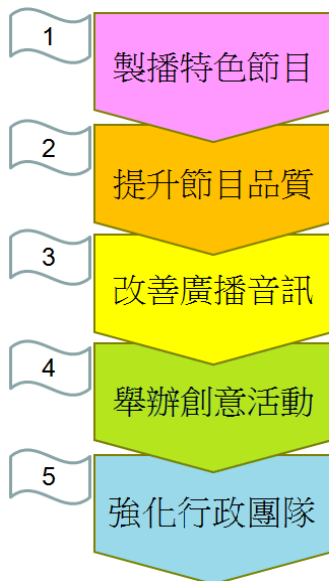 1
製播特色節目
2
提升節目品質
3
改善廣播音訊
4
舉辦創意活動
5
強化行政團隊